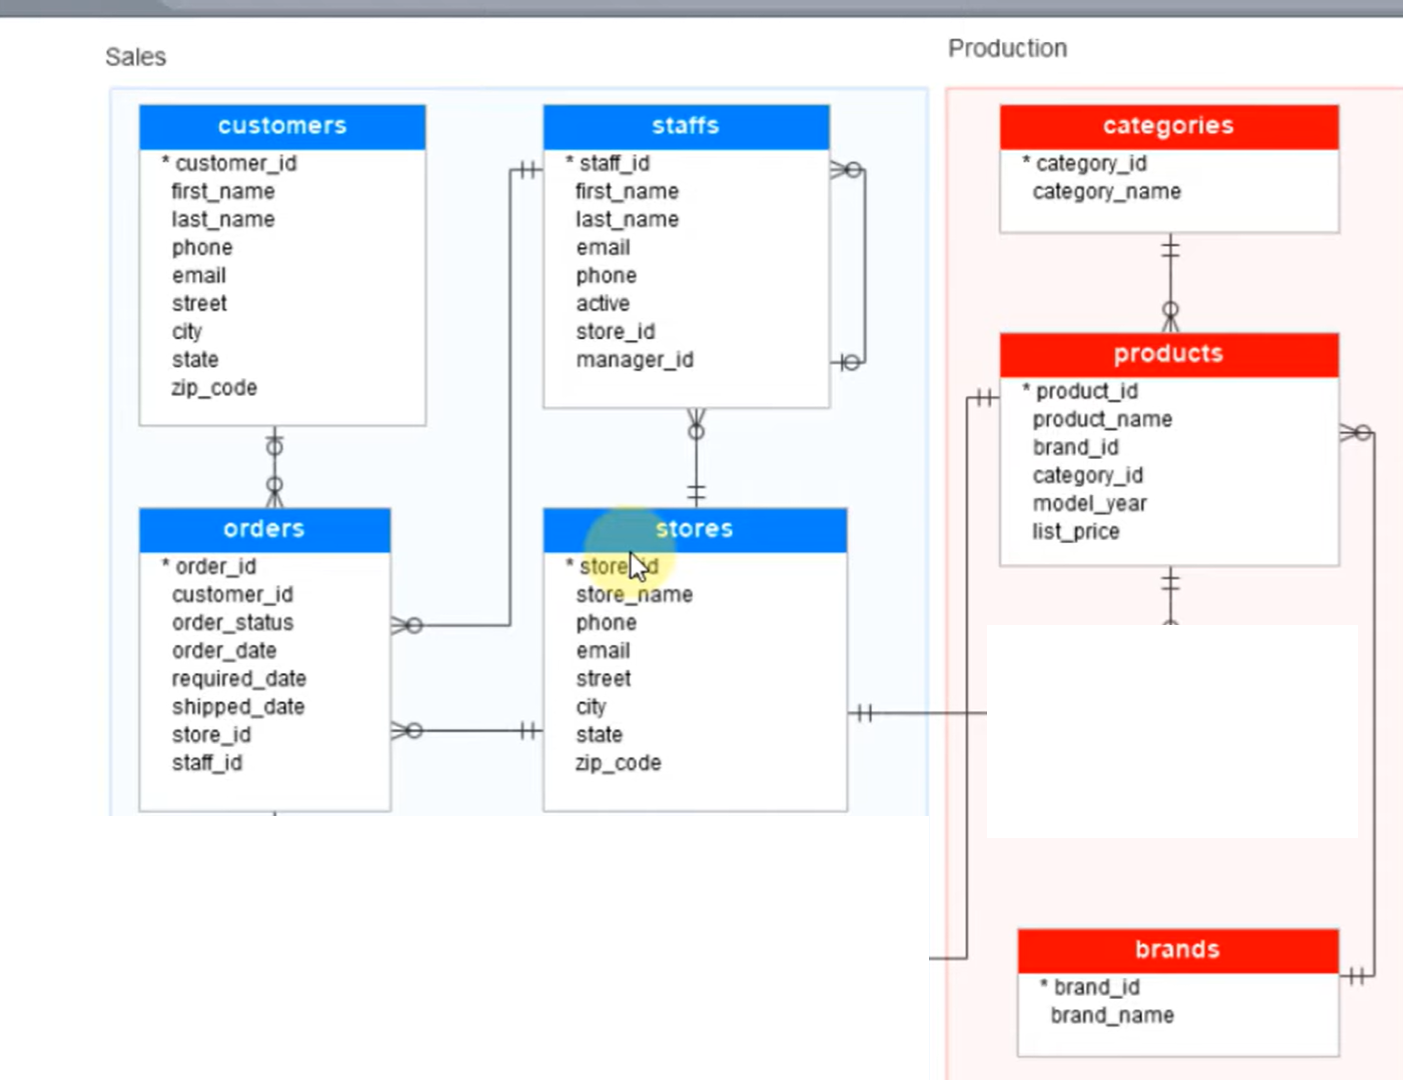 Sales
customers
* customer_id
first_name
last_name
phone
email
street
city
state
zip_code
staffs
* staff_id
first_name
last_name
email
phone
active
store_id
manager_id
orders
* order_id
customer_id
order_status
order_date
required_date
shipped_date
store_id
staff_id
stores
* store_id
store_name
phone
email
street
city
state
zip_code
Production
categories
* category_id
category_name
products
* product_id
product_name
brand_id
category_id
model_year
list_price
brands
* brand_id
brand_name